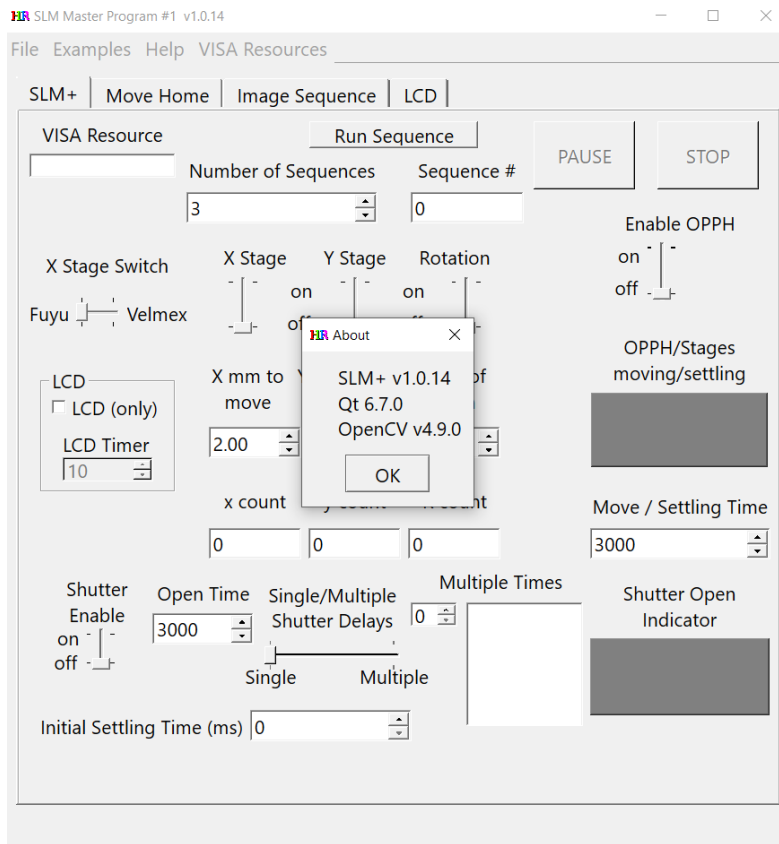 HR SLM Master Program #1 v1.0.14
File Examples Help VISA Resources
SLM+ Move Home Image Sequence LCD
VISA Resource
Run Sequence
PAUSE
STOP
Number of Sequences
Sequence #
3
0
Enable OPPH
on
off
X Stage Switch
Fuyu
Velmex
X Stage
Y Stage
Rotation
on
on
HR About
SLM+ v1.0.14
Qt 6.7.0
OpenCV v4.9.0
OK
OPPH/Stages
moving/settling
LCD
LCD (only)
LCD Timer
10
X mm to
move
of
2.00
x count
0
0
0
Move / Settling Time
3000
Shutter
Enable
on
off
Open Time
3000
Single/Multiple
Shutter Delays
0
Single
Multiple
Multiple Times
Shutter Open
Indicator
Initial Settling Time (ms) 0